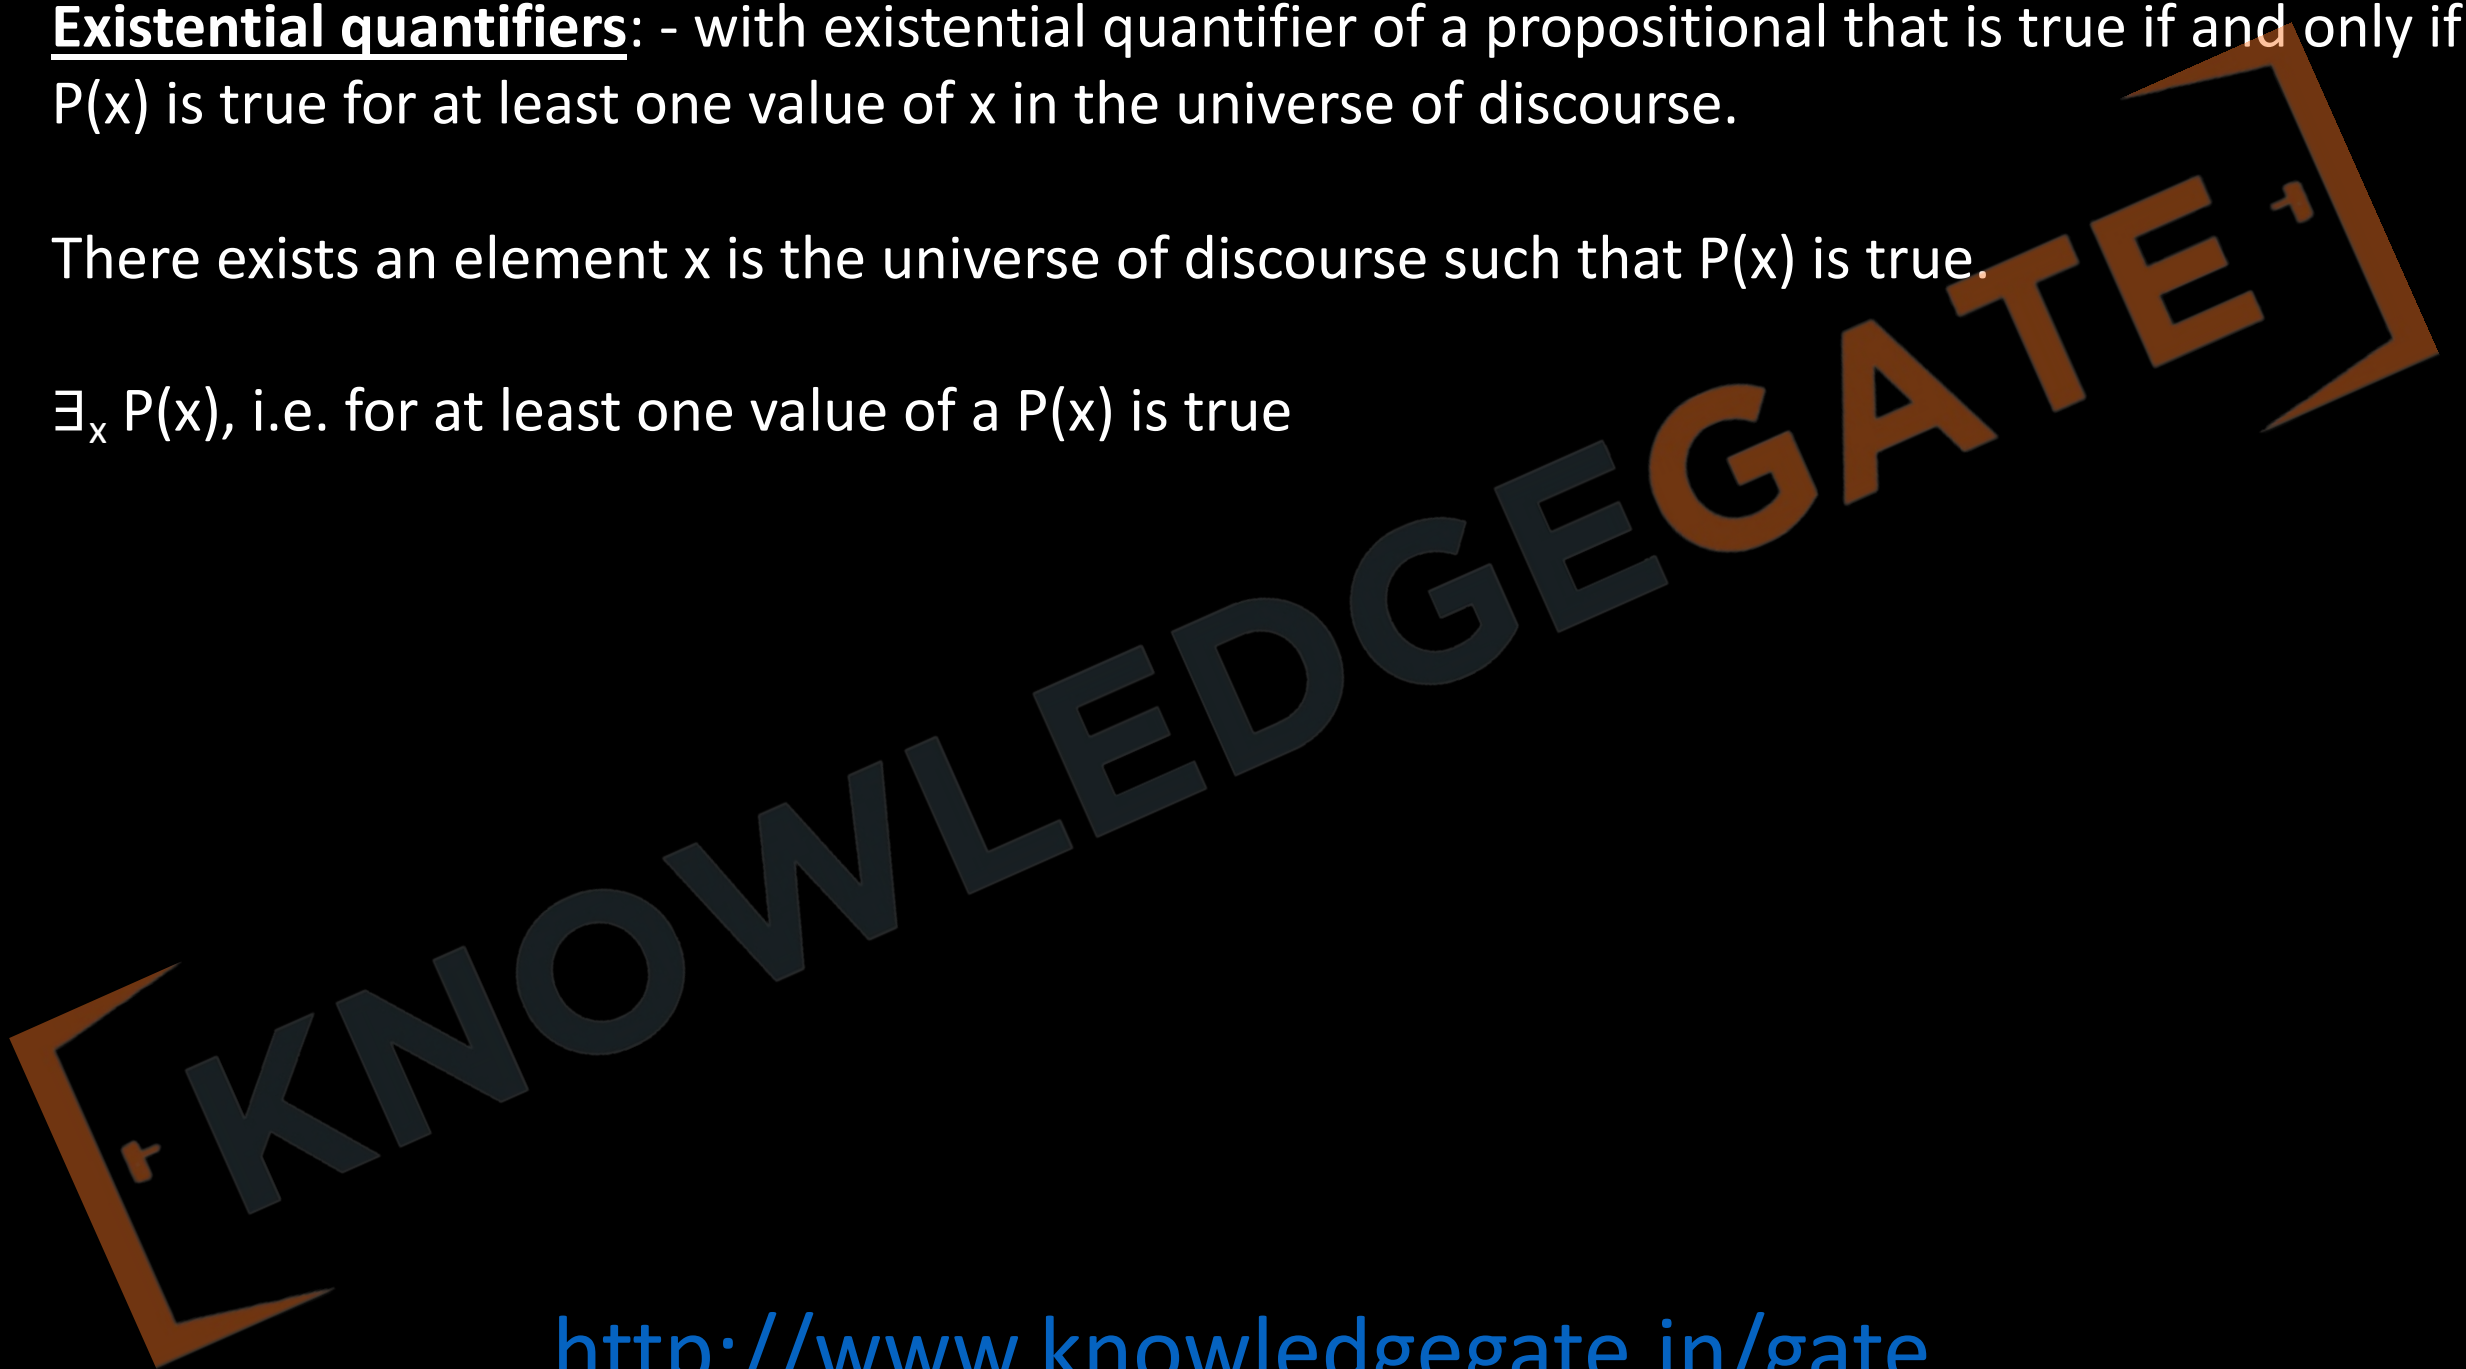 Existential quantifiers: - with existential quantifier of a propositional that is true if and only if
P(x) is true for at least one value of x in the universe of discourse.
There exists an element x is the universe of discourse such that P(x) is true.
∃x P(x), i.e. for at least one value of a P(x) is true
KNOWLEDGEGATE
http://www.knowledgegate.in/gate